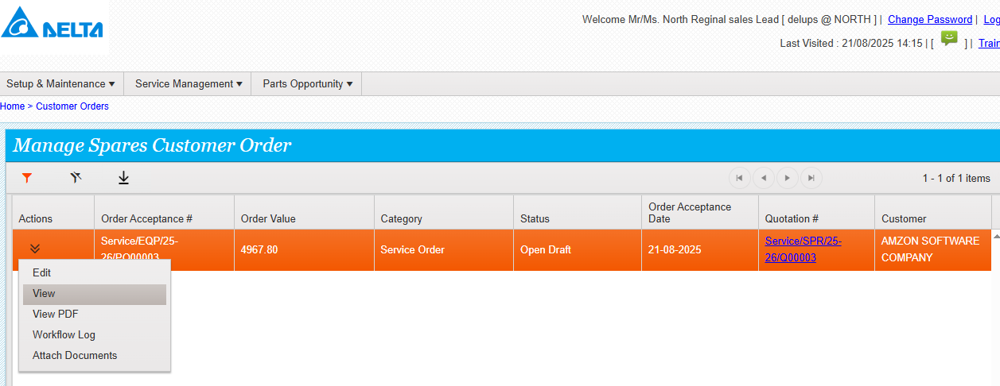 DELTA
Welcome Mr/Ms. North Reginal sales Lead [ delups @ NORTH ] | Change Password | Log
Last Visited : 21/08/2025 14:15 | [ ] | Train
Setup & Maintenance Service Management Parts Opportunity
Home > Customer Orders
Manage Spares Customer Order
1 - 1 of 1 items
Actions Order Acceptance # Order Value Category Status Order Acceptance Date Quotation # Customer
Service/EQP/25-26/PO00003 4967.80 Service Order Open Draft 21-08-2025 Service/SPR/25-26/Q00003 AMZON SOFTWARE COMPANY
Edit
View
View PDF
Workflow Log
Attach Documents